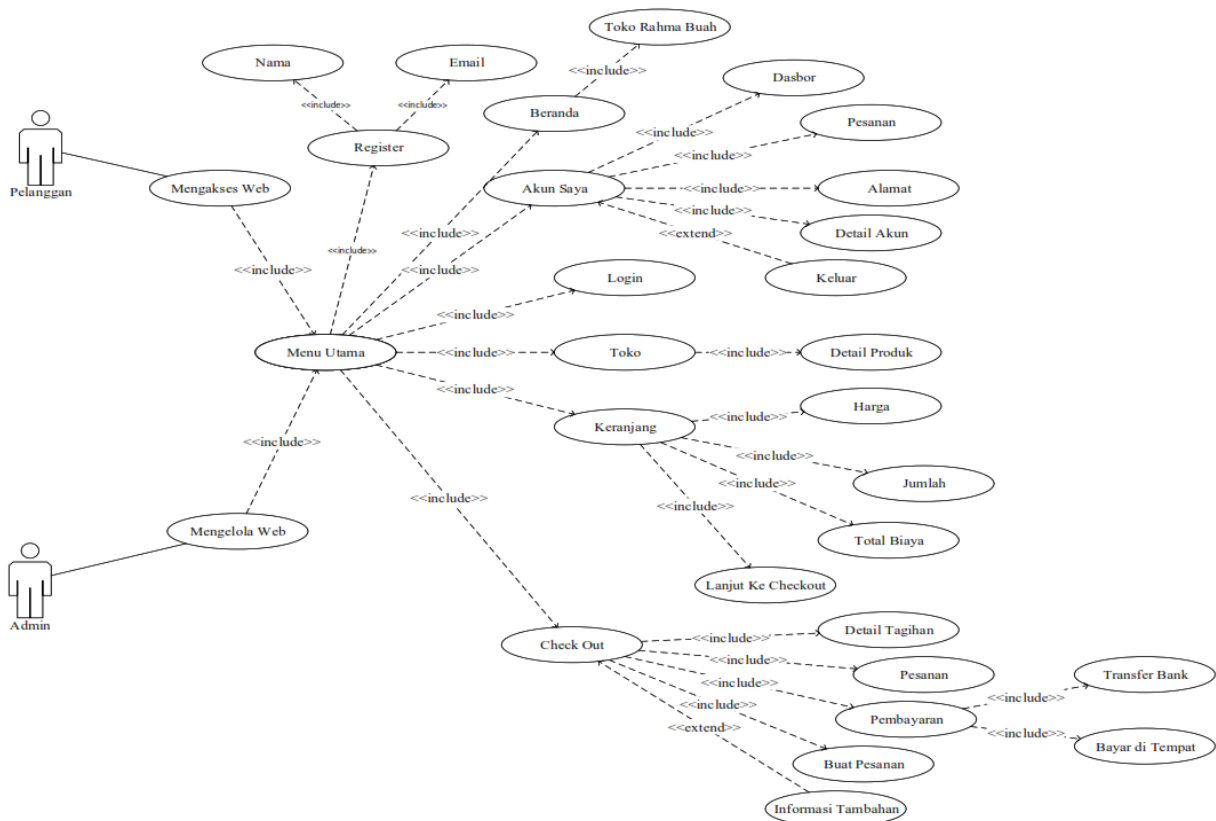 Toko Rahma Buah
Nama
Email
Dasbor
<<include>>
<<include>>
<<include>>
Beranda
Pesanan
Register
<<include>>
<<include>>
Pelanggan
Mengakses Web
Akun Saya
<<include>>
Alamat
<<include>>
Detail Akun
<<include>>
<<extend>>
<<include>>
<<include>>
<<include>>
Login
Keluar
<<include>>
Menu Utama
<<include>>
Toko
<<include>>
Detail Produk
<<include>>
Harga
<<include>>
Keranjang
<<include>>
<<include>>
<<include>>
Jumlah
<<include>>
<<include>>
Mengelola Web
Total Biaya
Lanjut Ke Checkout
Admin
Detail Tagihan
Check Out
<<include>>
<<include>>
Pesanan
Transfer Bank
<<include>>
<<include>>
<<include>>
Pembayaran
<<extend>>
<<include>>
Bayar di Tempat
Buat Pesanan
Informasi Tambahan